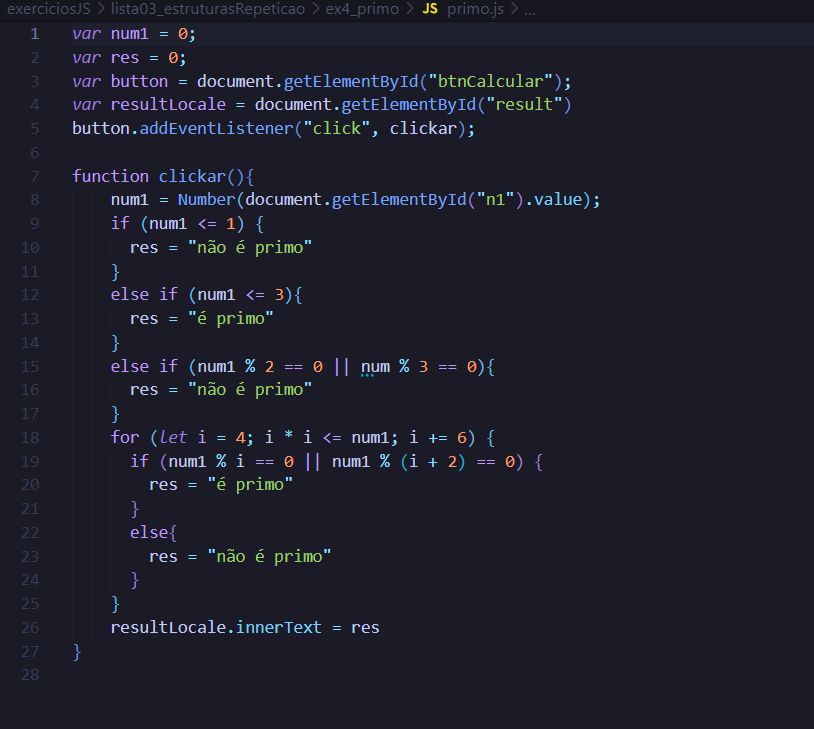 exerciciosJS > lista03_estruturasRepeticao > ex4_primo > JS primo.js > ...
1 var num1 = 0;
2 var res = 0;
3 var button = document.getElementById("btnCalcular");
4 var resultLocale = document.getElementById("result")
5 button.addEventListener("click", clickar);
6
7 function clickar(){
8 num1 = Number(document.getElementById("n1").value);
9 if (num1 <= 1) {
10 res = "não é primo"
11 }
12 else if (num1 <= 3){
13 res = "é primo"
14 }
15 else if (num1 % 2 == 0 || num % 3 == 0){
16 res = "não é primo"
17 }
18 for (let i = 4; i * i <= num1; i += 6) {
19 if (num1 % i == 0 || num1 % (i + 2) == 0) {
20 res = "é primo"
21 }
22 else{
23 res = "não é primo"
24 }
25 }
26 resultLocale.innerText = res
27 }
28